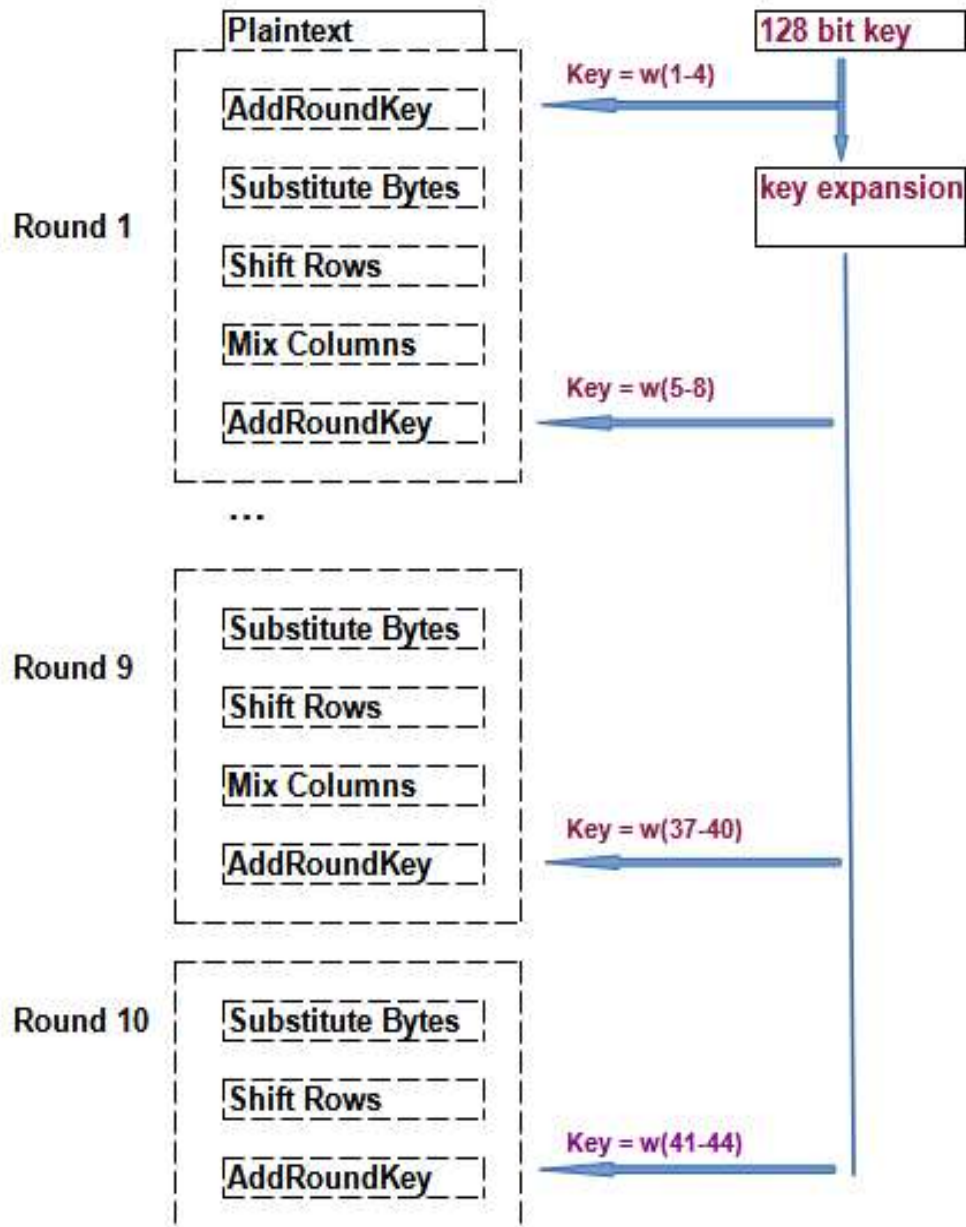 Plaintext
128 bit key
Key = w(1-4)
AddRoundKey
Substitute Bytes
key expansion
Round 1
Shift Rows
Mix Columns
Key = w(5-8)
AddRoundKey
...
Substitute Bytes
Round 9
Shift Rows
Mix Columns
Key = w(37-40)
AddRoundKey
Round 10
Substitute Bytes
Shift Rows
Key = w(41-44)
AddRoundKey